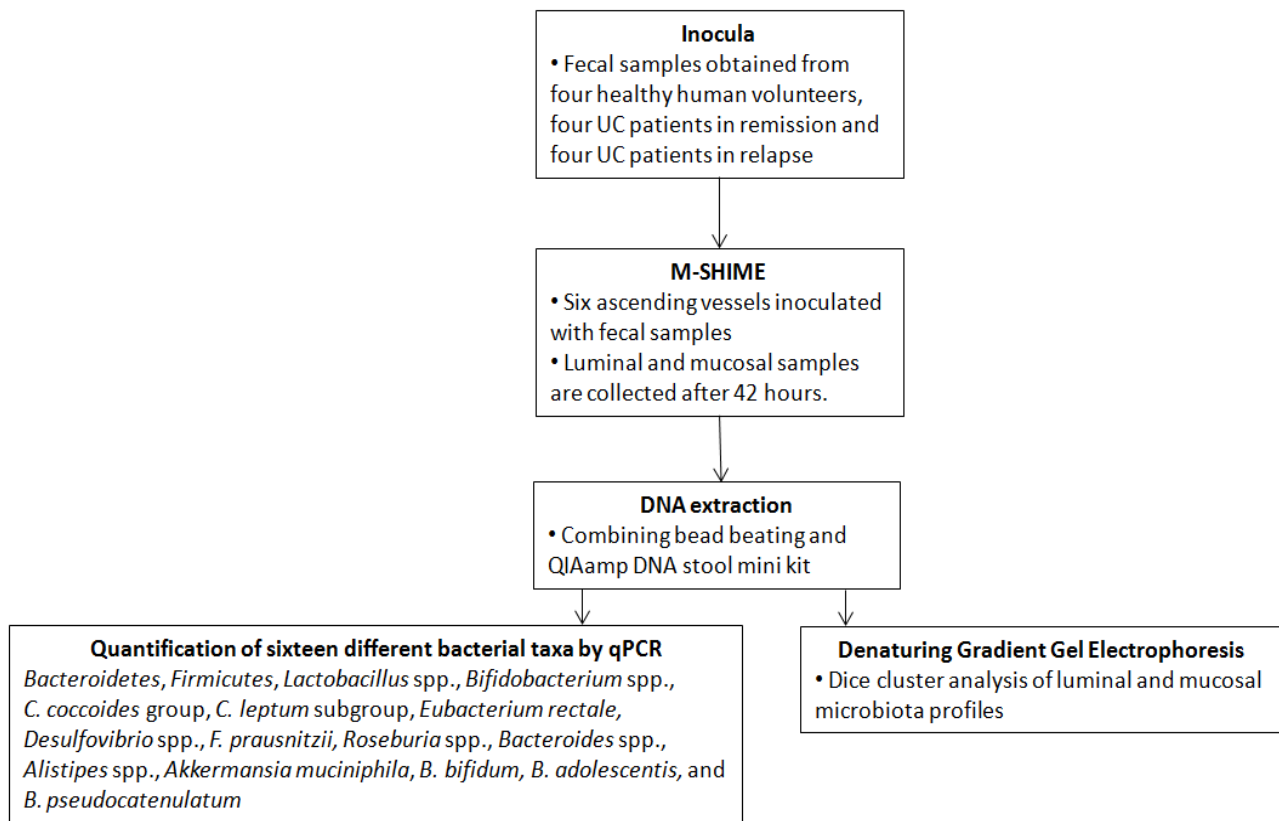 Inocula
• Fecal samples obtained from
four healthy human volunteers,
four UC patients in remission and
four UC patients in relapse
M-SHIME
• Six ascending vessels inoculated
with fecal samples
• Luminal and mucosal samples
are collected after 42 hours.
DNA extraction
• Combining bead beating and
QIAamp DNA stool mini kit
Quantification of sixteen different bacterial taxa by qPCR
Bacteroidetes, Firmicutes, Lactobacillus spp., Bifidobacterium spp.,
C. coccoides group, C. leptum subgroup, Eubacterium rectale,
Desulfovibrio spp., F. prausnitzii, Roseburia spp., Bacteroides spp.,
Alistipes spp., Akkermansia muciniphila, B. bifidum, B. adolescentis, and
B. pseudocatenulatum
Denaturing Gradient Gel Electrophoresis
• Dice cluster analysis of luminal and mucosal
microbiota profiles